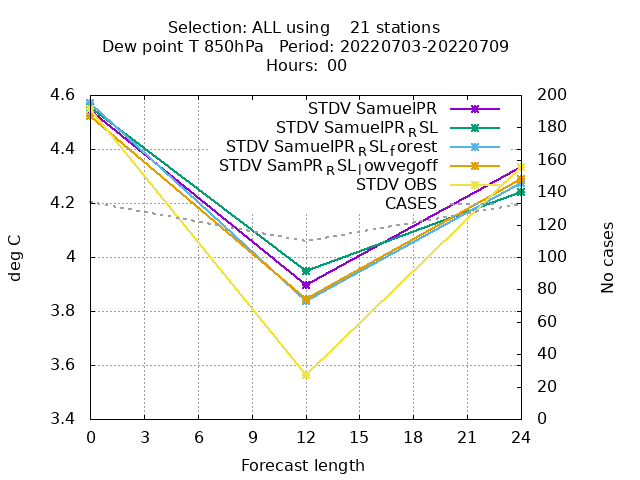 Selection: ALL using 21 stations
Dew point T 850hPa Period: 20220703-20220709
Hours: 00
STDV SamuelPR
STDV SamuelPR_RSL
STDV SamuelPR_RSL_forest
STDV SamPR_RSL_lowvegoff
STDV OBS
CASES
4.6
4.4
4.2
4
3.8
3.6
3.4
deg C
200
180
160
140
120
100
80
60
40
20
0
No cases
0 3 6 9 12 15 18 21 24
Forecast length